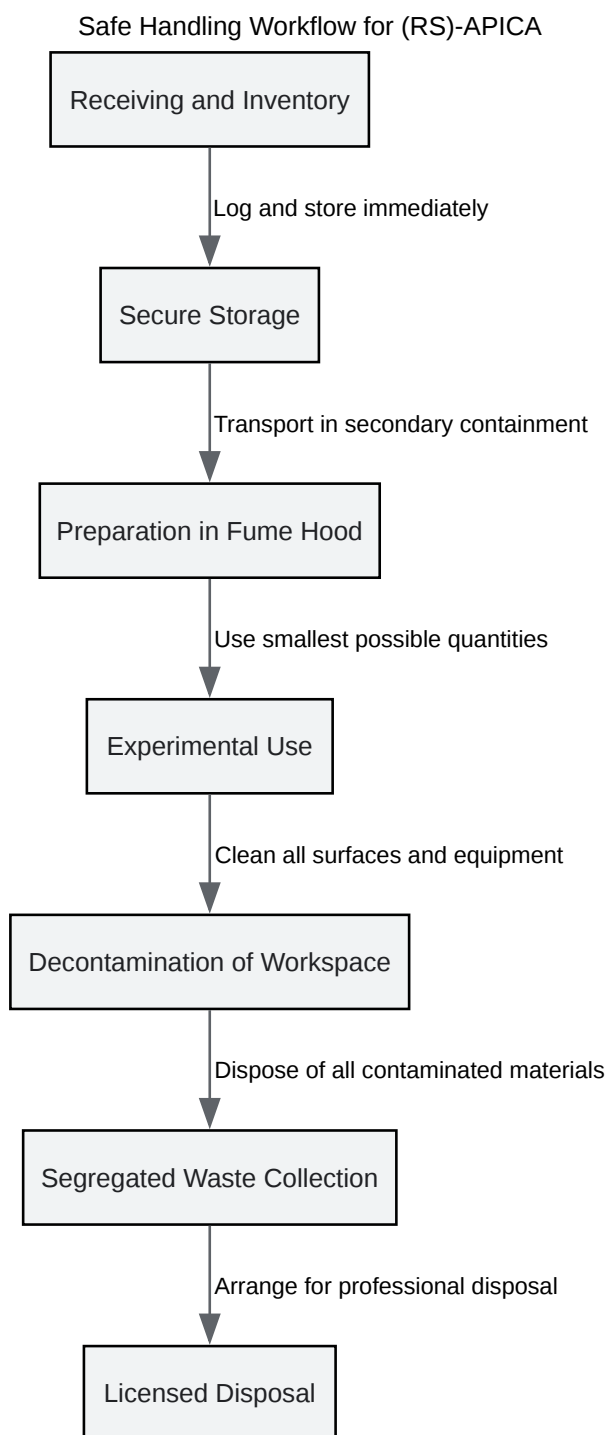 Safe Handling Workflow for (RS)-APICA
Receiving and Inventory
Log and store immediately
Secure Storage
Transport in secondary containment
Preparation in Fume Hood
Use smallest possible quantities
Experimental Use
Clean all surfaces and equipment
Decontamination of Workspace
Dispose of all contaminated materials
Segregated Waste Collection
Arrange for professional disposal
Licensed Disposal